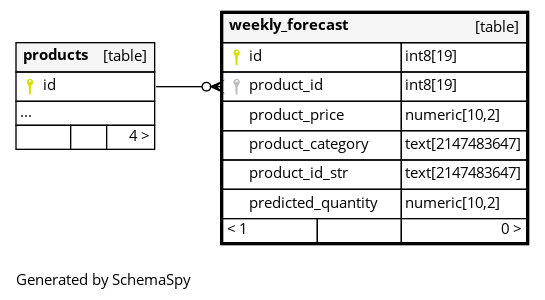 products [table]
id
...
4 >
weekly_forecast [table]
id int8[19]
product_id int8[19]
product_price numeric[10,2]
product_category text[2147483647]
product_id_str text[2147483647]
predicted_quantity numeric[10,2]
< 1 0 >
Generated by SchemaSpy